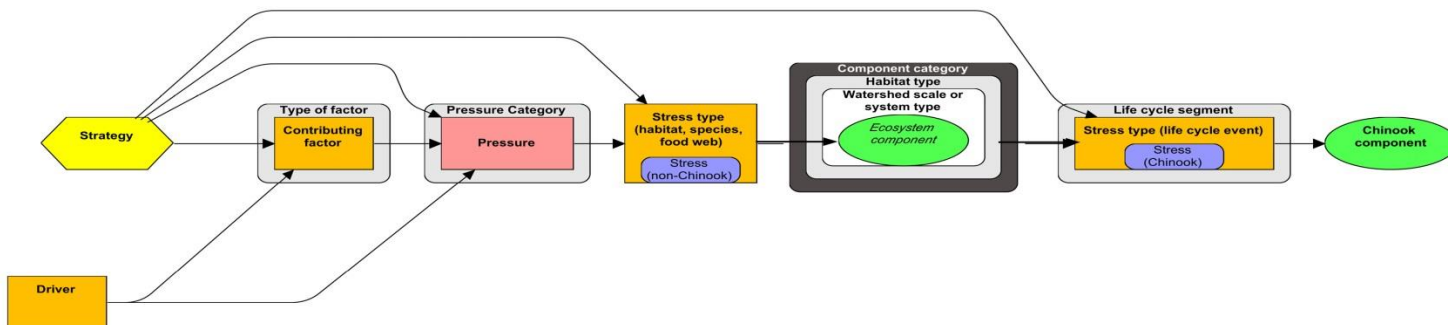 Strategy
Type of factor
Contributing
factor
Pressure Category
Pressure
Stress type
(habitat, species,
food web)
Stress
(non-Chinook)
Component category
Habitat type
Watershed scale or
system type
Ecosystem
component
Life cycle segment
Stress type (life cycle event)
Stress
(Chinook)
Chinook
component
Driver